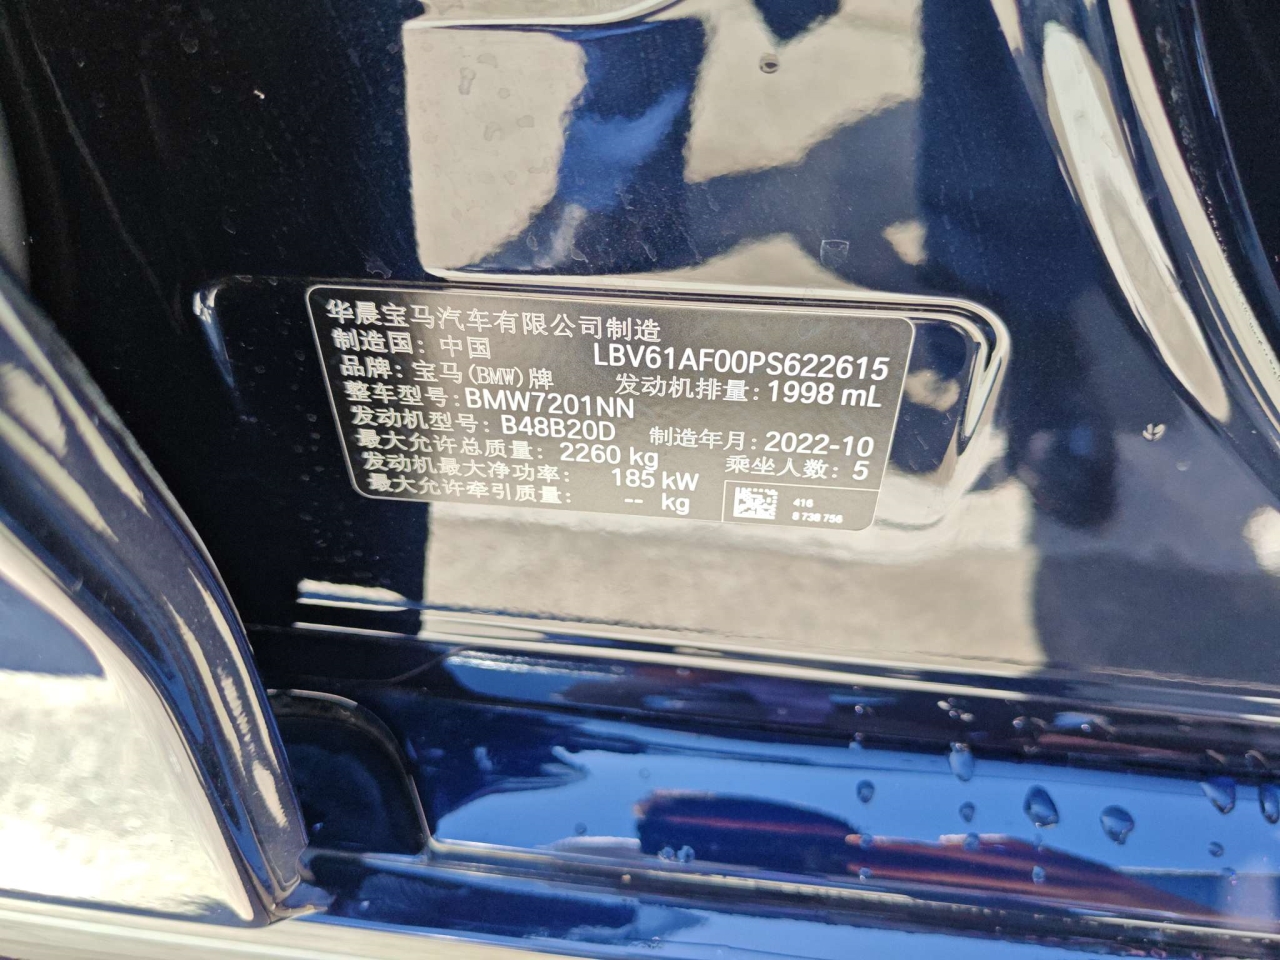 华晨宝马汽车有限公司制造
制造国：中国 LBV61AF00PS622615
品牌：宝马(BMW)牌 发动机排量：1998 mL
整车型号：BMW7201NN
发动机型号：B48B20D 制造年月：2022-10
最大允许总质量：2260 kg 乘坐人数：5
发动机最大净功率：185 kW
最大允许牵引质量：-- kg
416
8 738 756